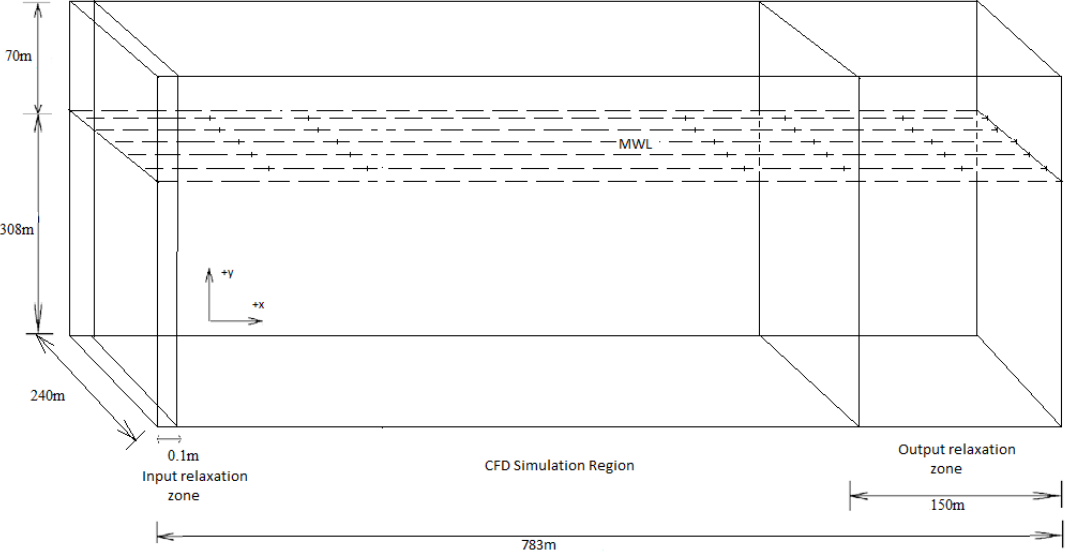 70m
MWL
308m
+y
+x
240m
0.1m
Input relaxation
zone
CFD Simulation Region
Output relaxation
zone
150m
783m